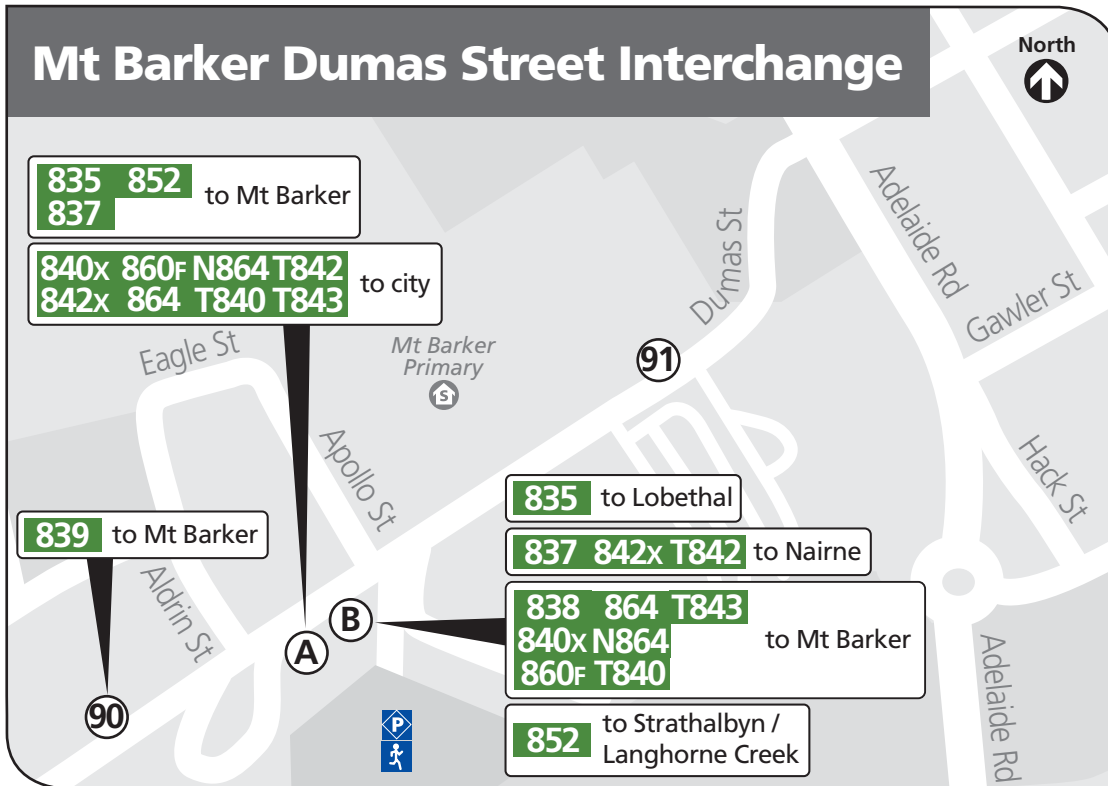 Mt Barker Dumas Street Interchange
North
835 852
837
to Mt Barker
840X 860F N864 T842
842X 864 T840 T843
to city
Eagle St
Mt Barker
Primary
S
91
Dumas St
Adelaide Rd
Gawler St
Hack St
Apollo St
839 to Mt Barker
Aldrin St
90
A
B
835 to Lobethal
837 842X T842 to Nairne
838 864 T843
840X N864
860F T840
to Mt Barker
852
to Strathalbyn /
Langhorne Creek
P
Adelaide Rd